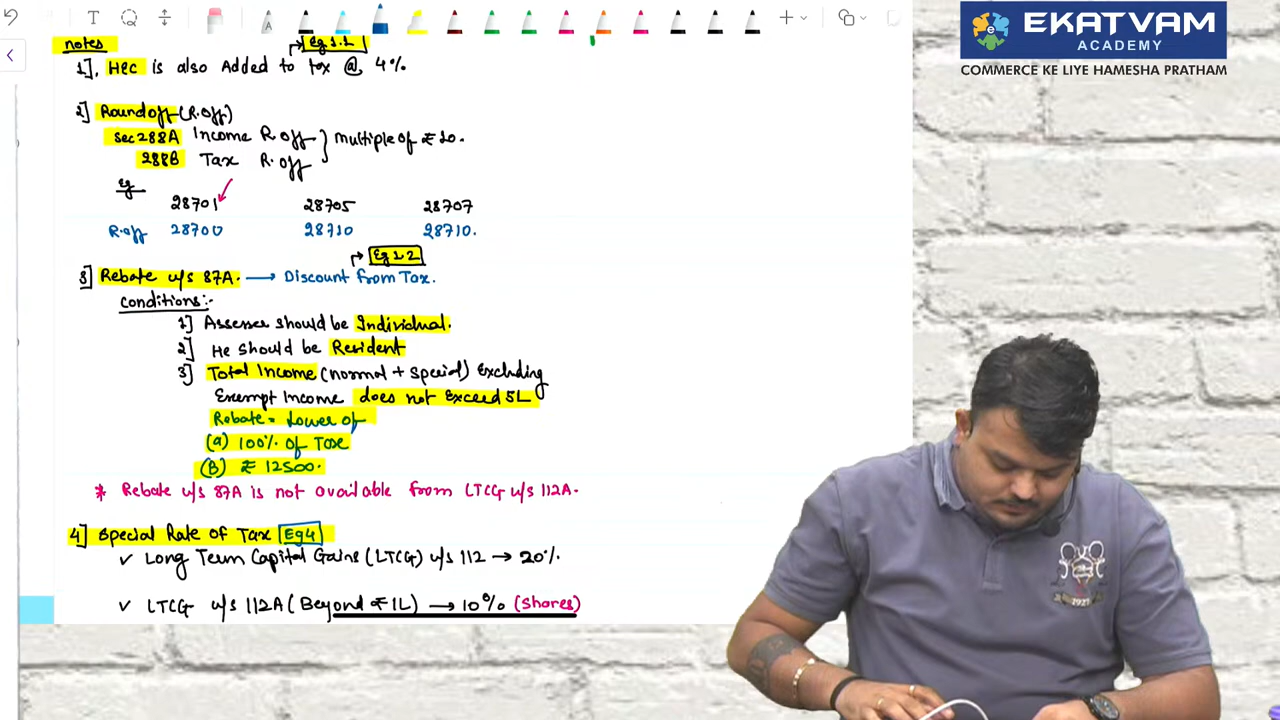 EKATVAM
ACADEMY
COMMERCE KE LIYE HAMESHA PRATHAM
notes
Eg 1.1
1]. HEC is also Added to tax @ 4%
2] Roundoff (R.off)
Sec 288A Income R.off
288B Tax R.off
multiple of ₹10.
Eg
28701 28705 28707
R.off 28700 28710 28710.
Eg 1.2
3] Rebate u/s 87A. → Discount from Tax.
Conditions:-
1] Assessee should be Individual.
2] He should be Resident
3] Total Income (normal + special) Excluding
Exempt Income does not Exceed 5L
Rebate = Lower of
(a) 100% of Tax
(B) ₹ 12500.
* Rebate u/s 87A is not available from LTCG u/s 112A.
4] Special Rate of Tax Eg 4
✓ Long Term Capital Gains (LTCG) u/s 112 → 20%.
✓ LTCG u/s 112A (Beyond ₹1L) → 10% (Shares)